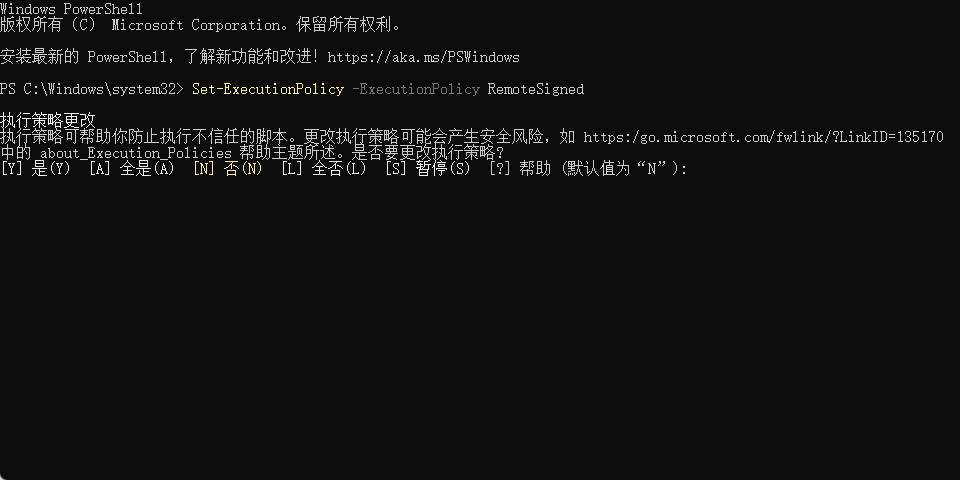 Windows PowerShell
版权所有 (C)  Microsoft Corporation。保留所有权利。
安装最新的 PowerShell，了解新功能和改进！https://aka.ms/PSWindows
PS C:\Windows\system32> Set-ExecutionPolicy -ExecutionPolicy RemoteSigned
执行策略更改
执行策略可帮助你防止执行不信任的脚本。更改执行策略可能会产生安全风险，如 https:/go.microsoft.com/fwlink/?LinkID=135170
中的 about_Execution_Policies 帮助主题所述。是否要更改执行策略?
[Y] 是(Y)  [A] 全是(A)  [N] 否(N)  [L] 全否(L)  [S] 暂停(S)  [?] 帮助 (默认值为“N”):